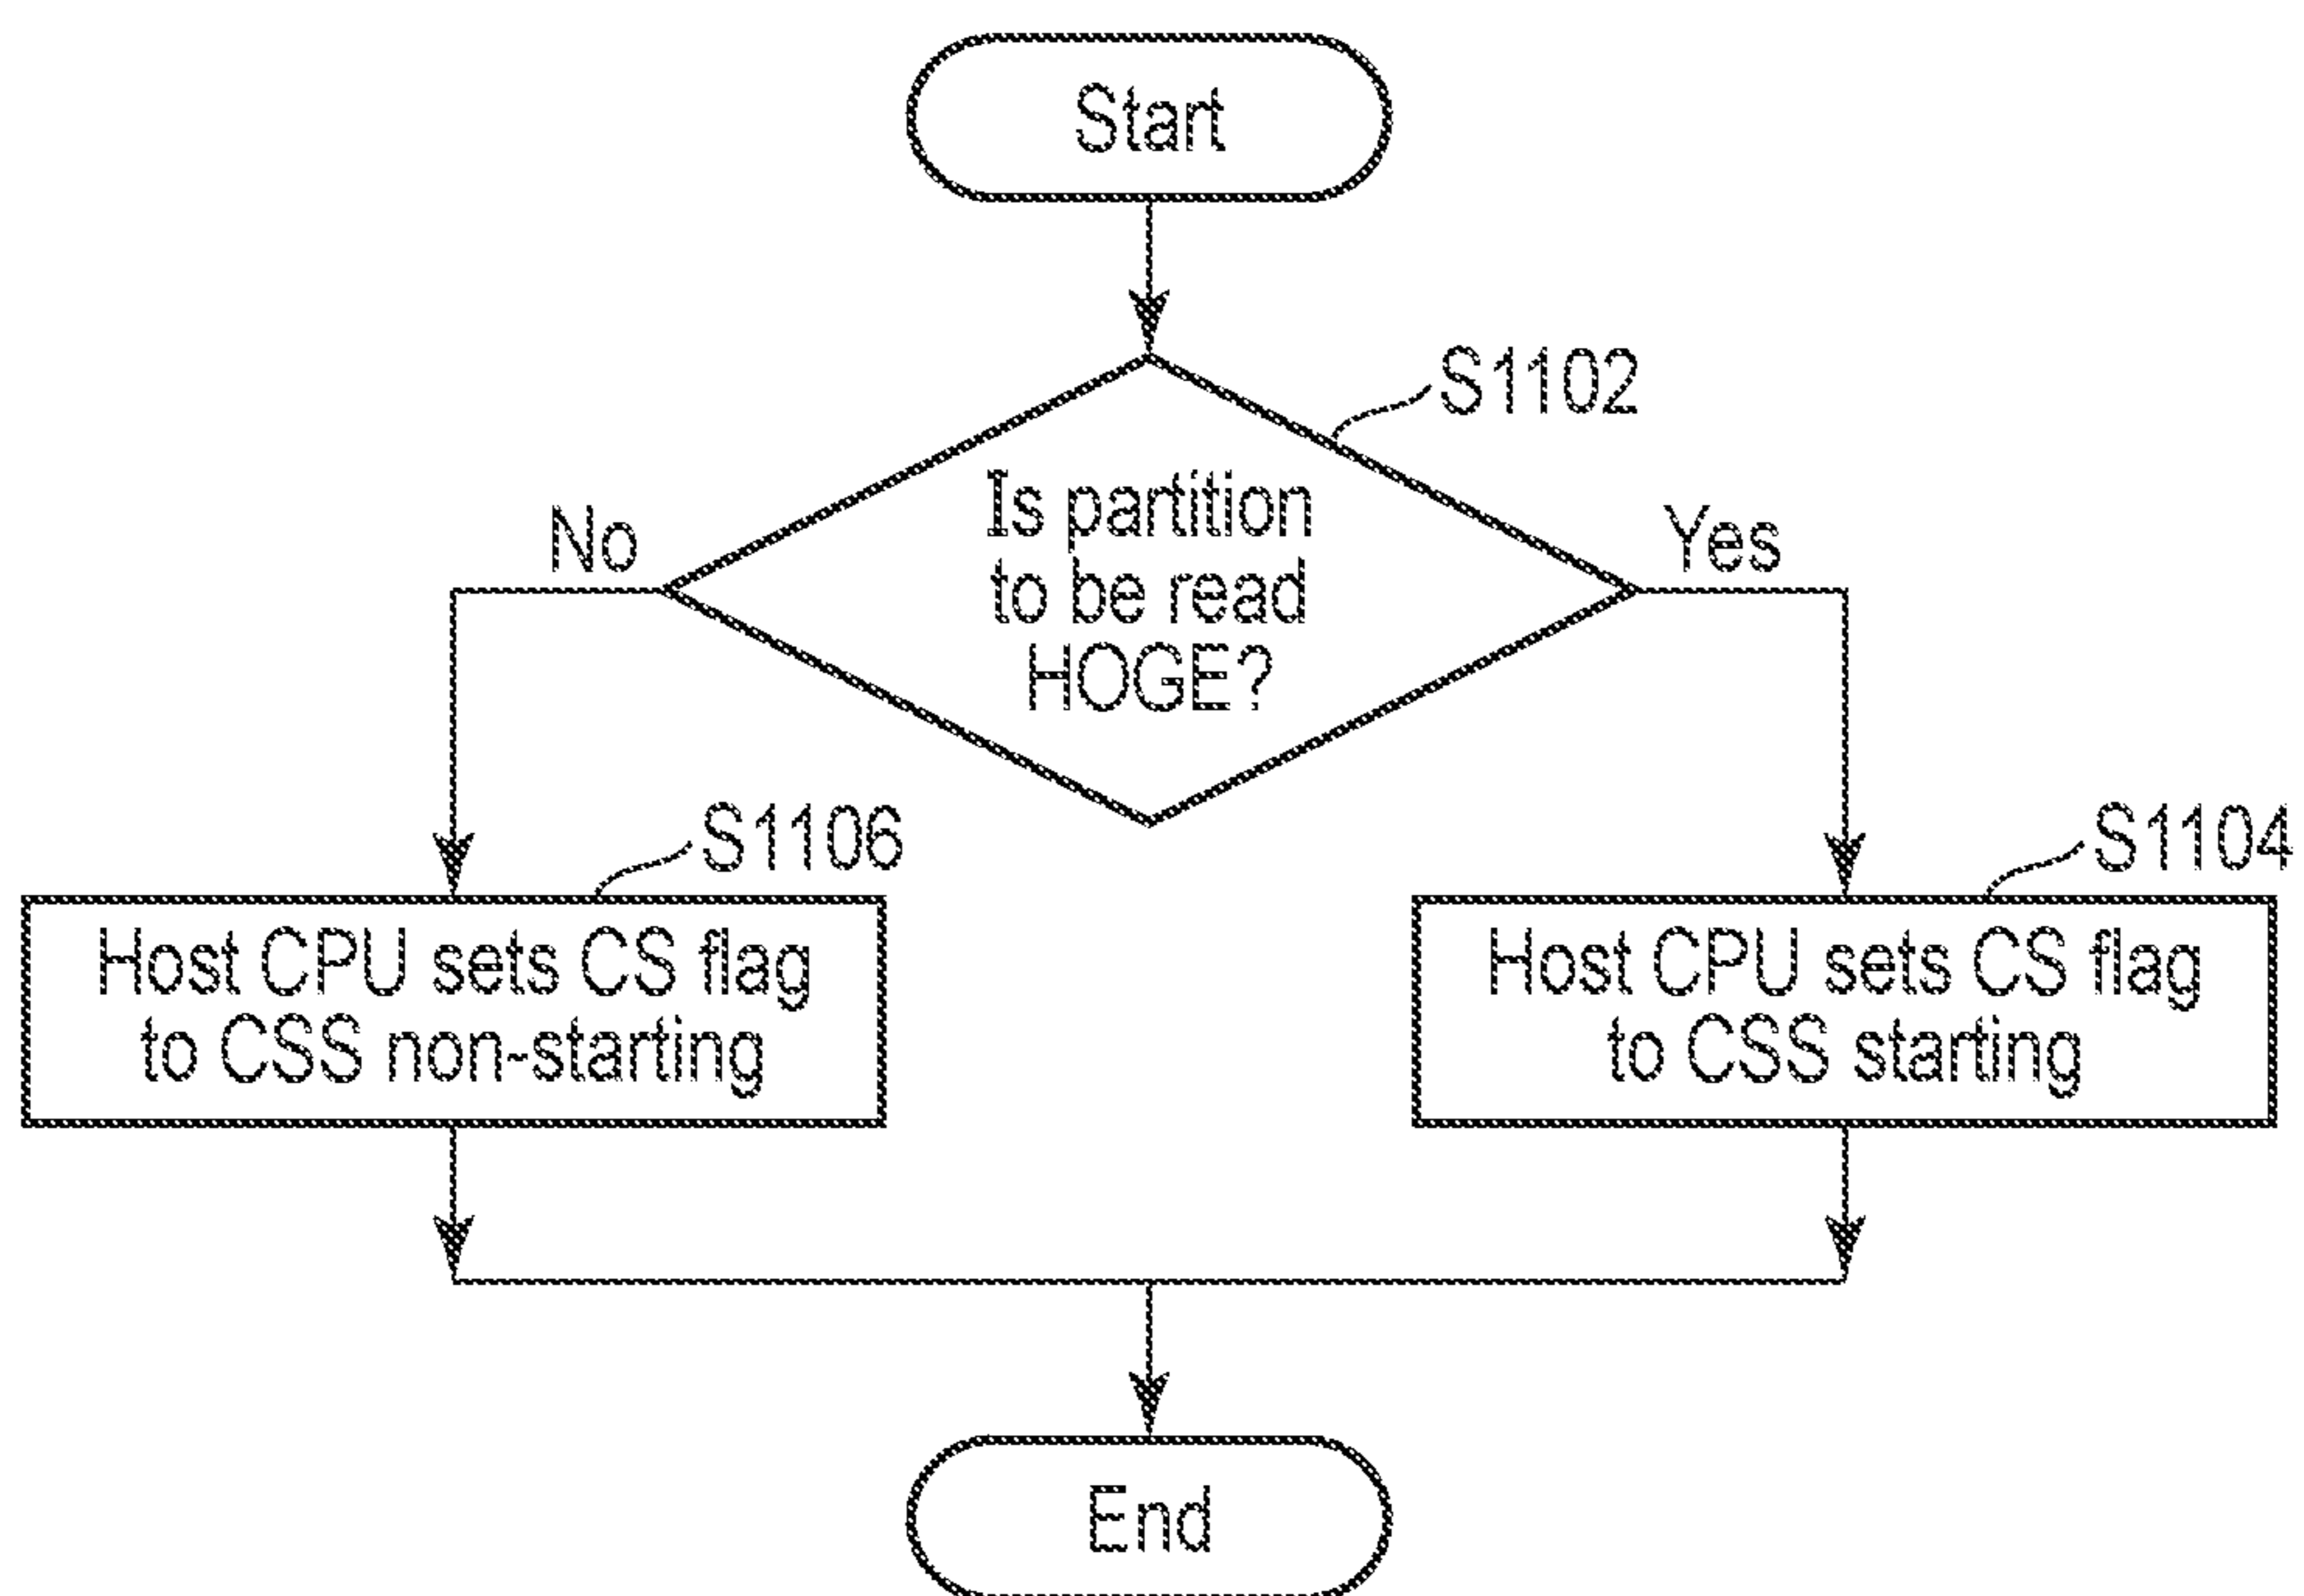 Start
S1102
Is partition
to be read
HOGE?
No
Yes
S1106
S1104
Host CPU sets CS flag
to CSS non-starting
Host CPU sets CS flag
to CSS starting
End